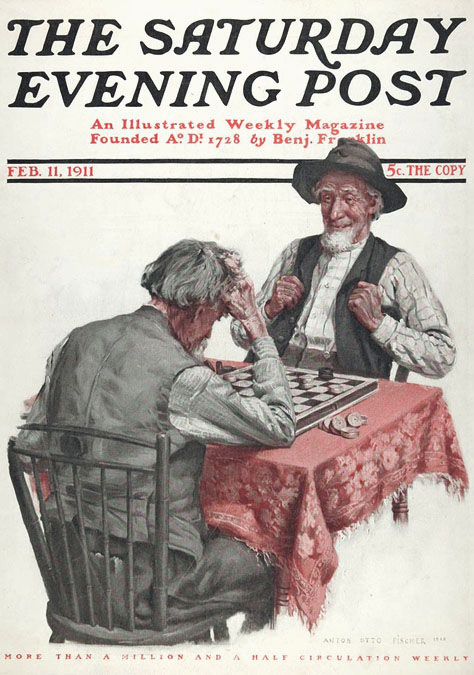 THE SATURDAY
EVENING POST
An Illustrated Weekly Magazine
Founded Aº. Dⁱ. 1728 by Benj. Franklin
FEB. 11, 1911 5c. THE COPY
ANTON OTTO FISCHER
MORE THAN A MILLION AND A HALF CIRCULATION WEEKLY